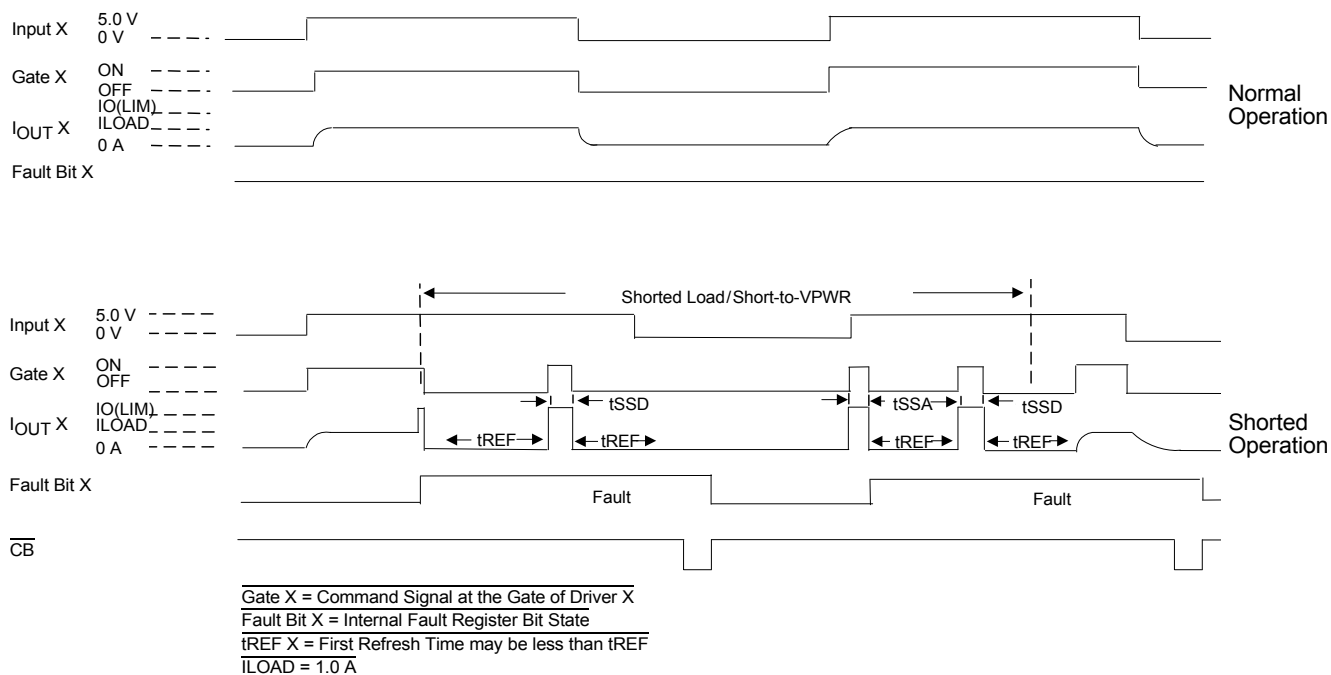 Input X 5.0 V
0 V
Gate X ON
OFF
IO(LIM)
IOUT X ILOAD
0 A
Fault Bit X
Normal
Operation
Shorted Load/Short-to-VPWR
Input X 5.0 V
0 V
Gate X ON
OFF
IO(LIM)
IOUT X ILOAD
0 A
tSSD tSSA tSSD
tREF tREF tREF tREF
Shorted
Operation
Fault Bit X
Fault Fault
CB
Gate X = Command Signal at the Gate of Driver X
Fault Bit X = Internal Fault Register Bit State
tREF X = First Refresh Time may be less than tREF
ILOAD = 1.0 A